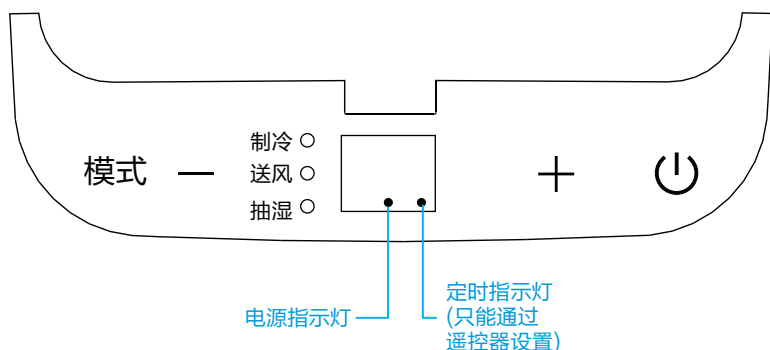 制冷
模式 — 送风 +
抽湿
电源指示灯
定时指示灯
(只能通过
遥控器设置)